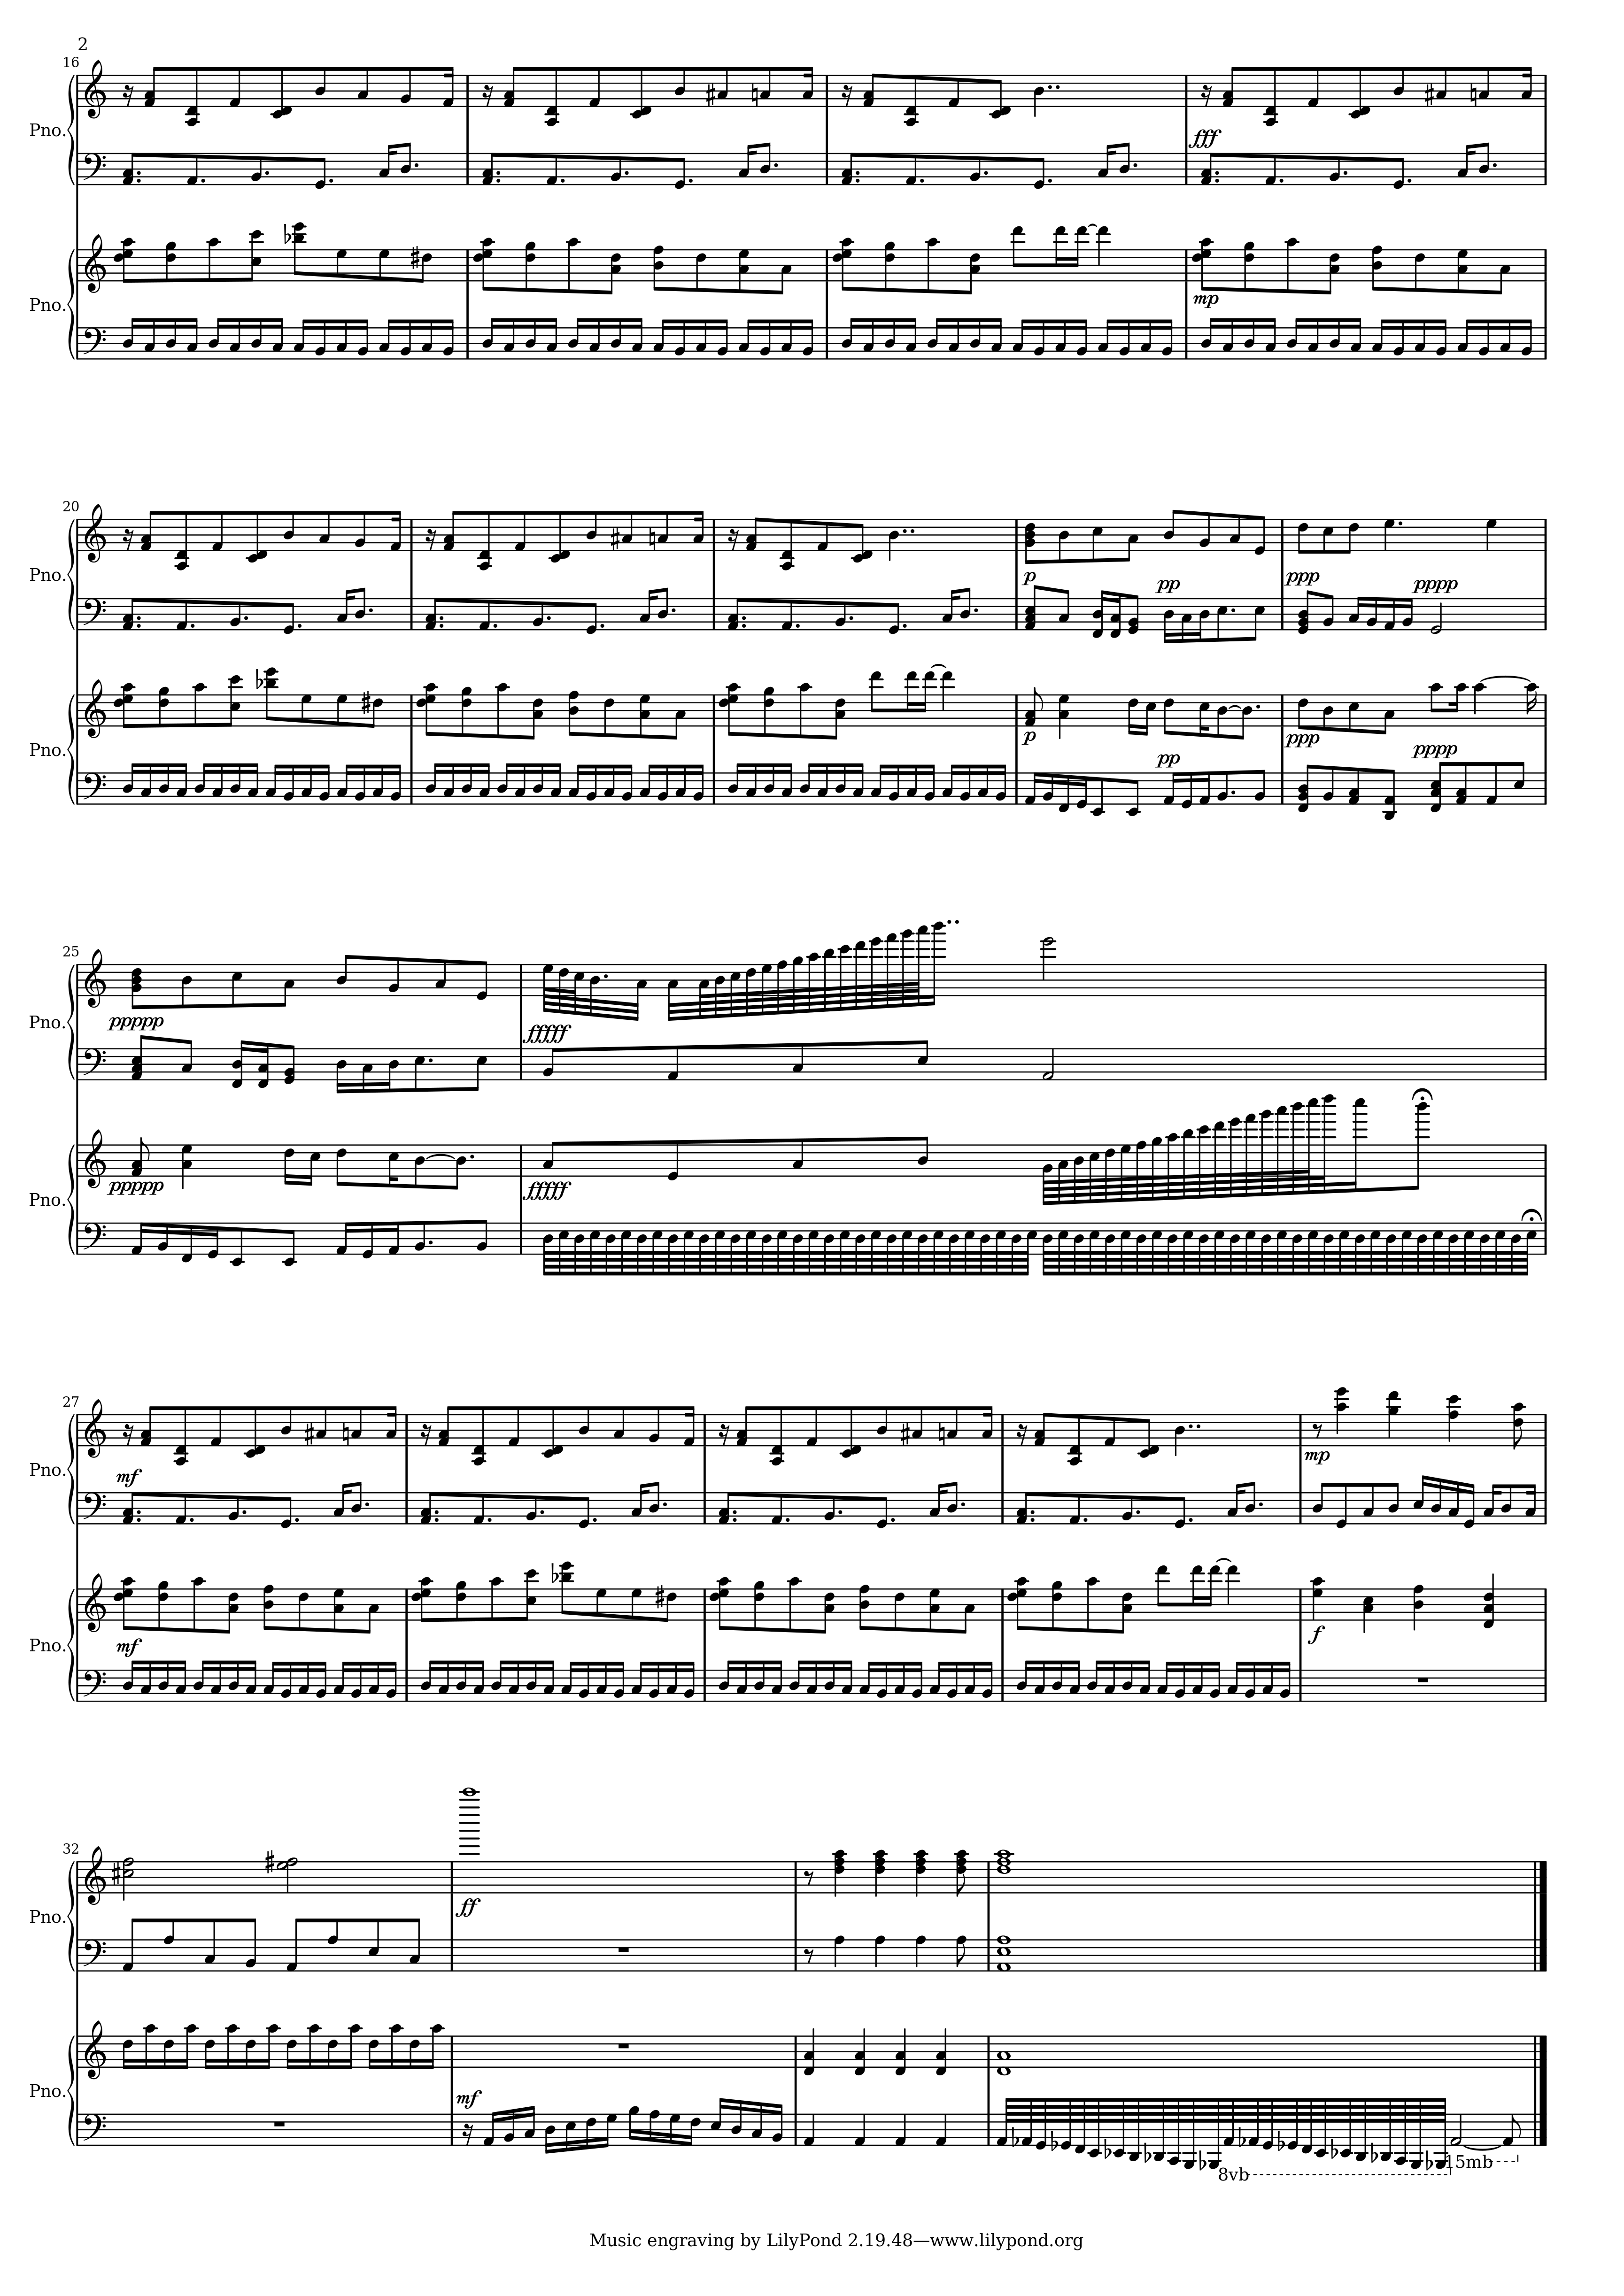 2
16
Pno.
fff
Pno.
mp
20
Pno.
p pp ppp pppp
Pno.
p pp ppp pppp
25
Pno.
ppppp fffff
Pno.
ppppp fffff
27
Pno.
mf mp
Pno.
mf f
32
Pno.
ff
Pno.
mf
8vb 15mb
Music engraving by LilyPond 2.19.48—www.lilypond.org